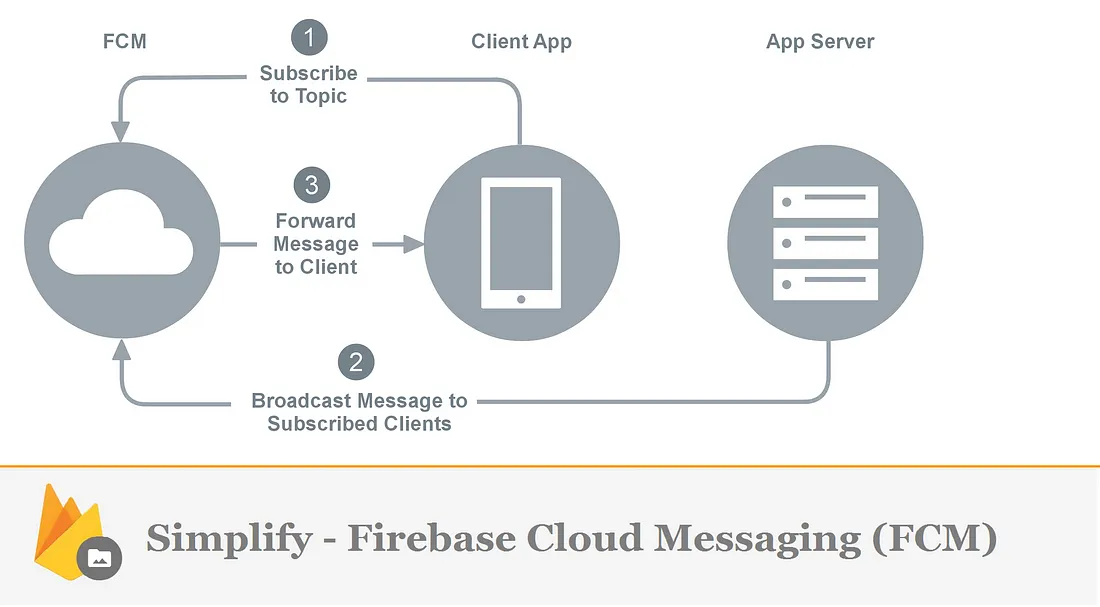 FCM
1
Client App
App Server
Subscribe
to Topic
3
Forward
Message
to Client
2
Broadcast Message to
Subscribed Clients
Simplify - Firebase Cloud Messaging (FCM)